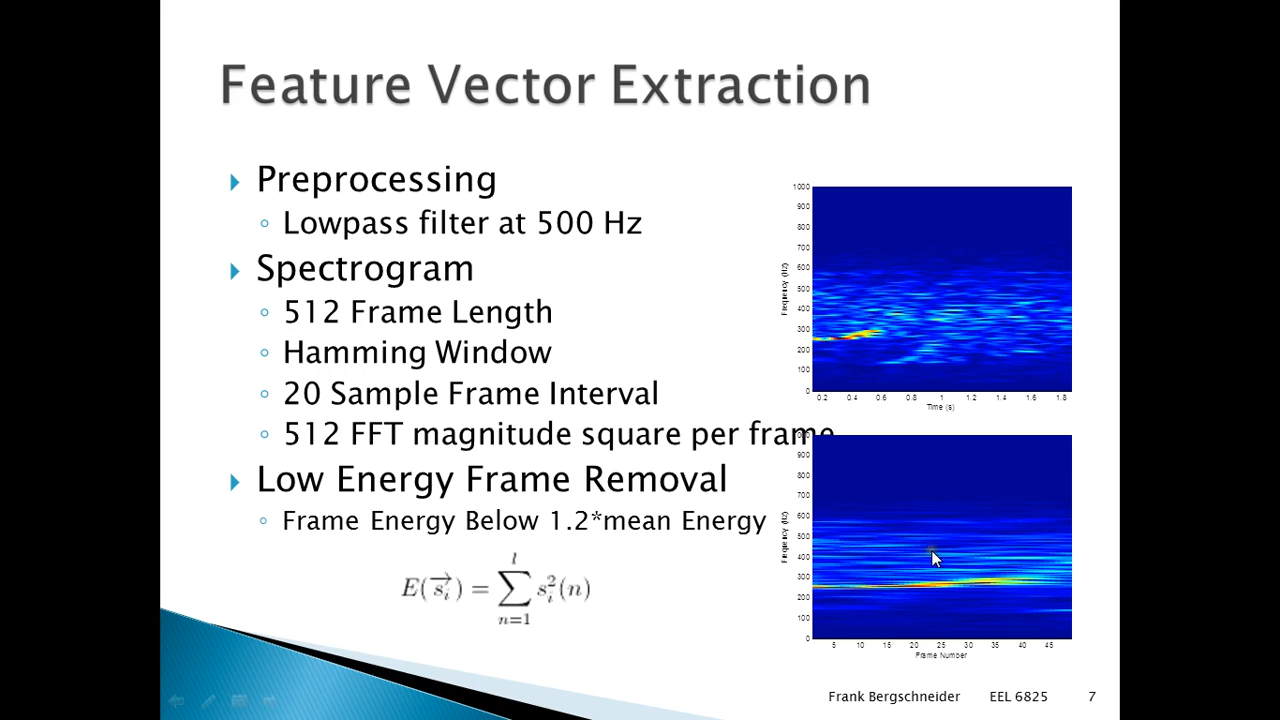 Feature Vector Extraction
Preprocessing
Lowpass filter at 500 Hz
Spectrogram
512 Frame Length
Hamming Window
20 Sample Frame Interval
512 FFT magnitude square per frame
Low Energy Frame Removal
Frame Energy Below 1.2*mean Energy
E(s⃗ᵢ) = ∑ₙ₌₁ˡ sᵢ²(n)
1000
900
800
700
600
500
400
300
200
100
0
Frequency (Hz)
0.2 0.4 0.6 0.8 1 1.2 1.4 1.6 1.8
Time (s)
900
800
700
600
500
400
300
200
100
0
Frequency (Hz)
5 10 15 20 25 30 35 40 45
Frame Number
Frank Bergschneider EEL 6825 7